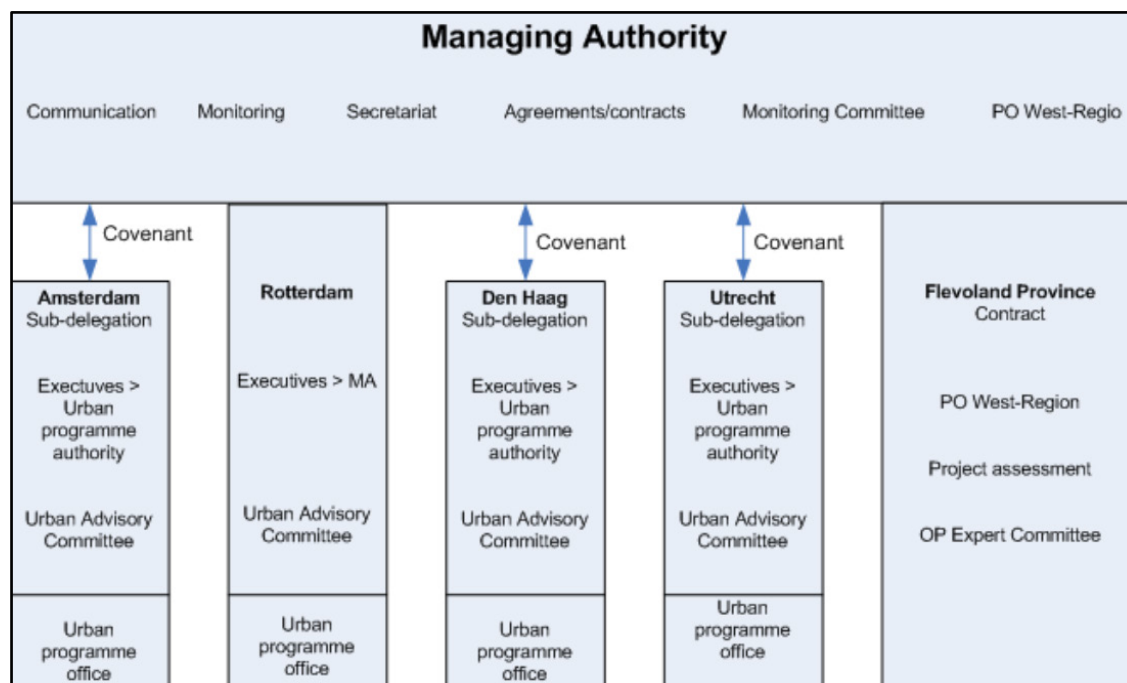 Managing Authority
Communication Monitoring Secretariat Agreements/contracts Monitoring Committee PO West-Regio
Covenant
Covenant
Covenant
Amsterdam
Sub-delegation
Exectuves >
Urban
programme
authority
Urban Advisory
Committee
Urban
programme
office
Rotterdam
Executives > MA
Urban Advisory
Committee
Urban
programme
office
Den Haag
Sub-delegation
Executives >
Urban
programme
authority
Urban Advisory
Committee
Urban
programme
office
Utrecht
Sub-delegation
Executives >
Urban
programme
authority
Urban Advisory
Committee
Urban
programme
office
Flevoland Province
Contract
PO West-Region
Project assessment
OP Expert Committee